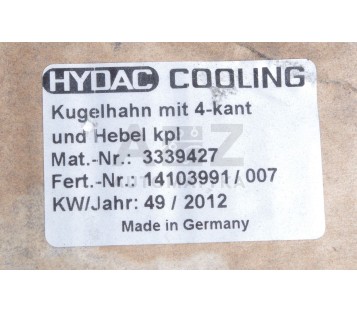 HYDAC COOLING
Kugelhahn mit 4-kant
und Hebel kpl
Mat.-Nr.: 3339427
Fert.-Nr.: 14103991/007
KW/Jahr: 49/2012
Made in Germany